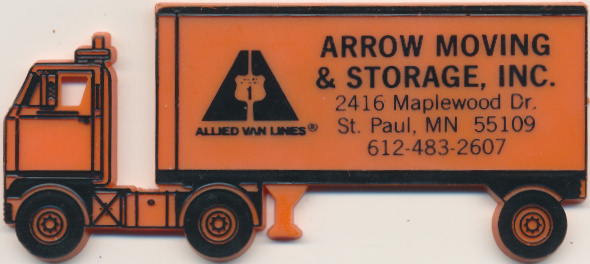 ARROW MOVING
& STORAGE, INC.
2416 Maplewood Dr.
St. Paul, MN 55109
612-483-2607
1
ALLIED VAN LINES®